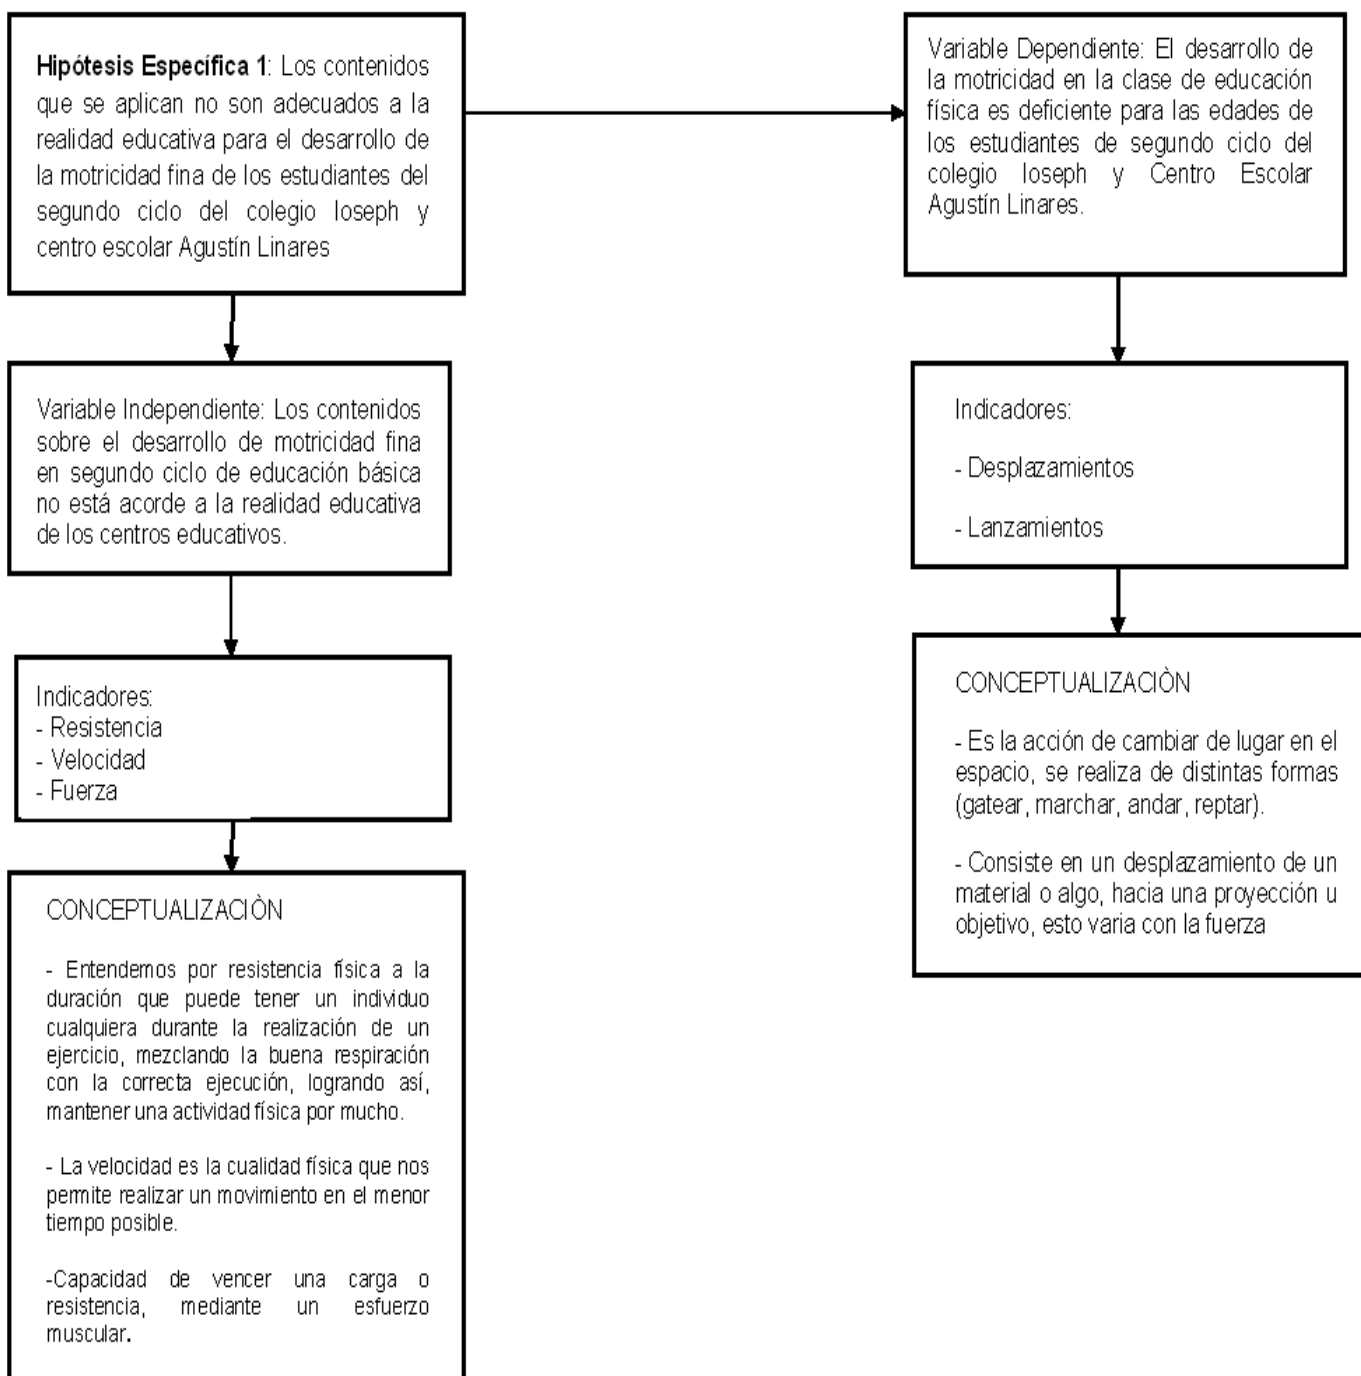 Hipótesis Específica 1: Los contenidos
que se aplican no son adecuados a la
realidad educativa para el desarrollo de
la motricidad fina de los estudiantes del
segundo ciclo del colegio Ioseph y
centro escolar Agustín Linares
Variable Dependiente: El desarrollo de
la motricidad en la clase de educación
física es deficiente para las edades de
los estudiantes de segundo ciclo del
colegio Ioseph y Centro Escolar
Agustín Linares.
Variable Independiente: Los contenidos
sobre el desarrollo de motricidad fina
en segundo ciclo de educación básica
no está acorde a la realidad educativa
de los centros educativos.
Indicadores:
- Desplazamientos
- Lanzamientos
Indicadores:
- Resistencia
- Velocidad
- Fuerza
CONCEPTUALIZACIÒN
- Es la acción de cambiar de lugar en el
espacio, se realiza de distintas formas
(gatear, marchar, andar, reptar).
- Consiste en un desplazamiento de un
material o algo, hacia una proyección u
objetivo, esto varia con la fuerza
CONCEPTUALIZACIÒN
- Entendemos por resistencia física a la
duración que puede tener un individuo
cualquiera durante la realización de un
ejercicio, mezclando la buena respiración
con la correcta ejecución, logrando así,
mantener una actividad física por mucho.
- La velocidad es la cualidad física que nos
permite realizar un movimiento en el menor
tiempo posible.
-Capacidad de vencer una carga o
resistencia, mediante un esfuerzo
muscular.